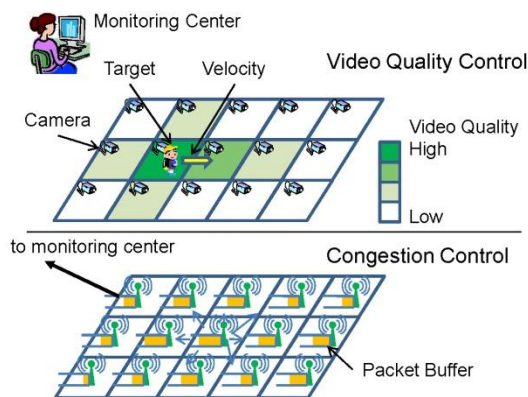 Monitoring Center
Video Quality Control
Target
Velocity
Camera
Video Quality
High
Low
to monitoring center
Congestion Control
Packet Buffer